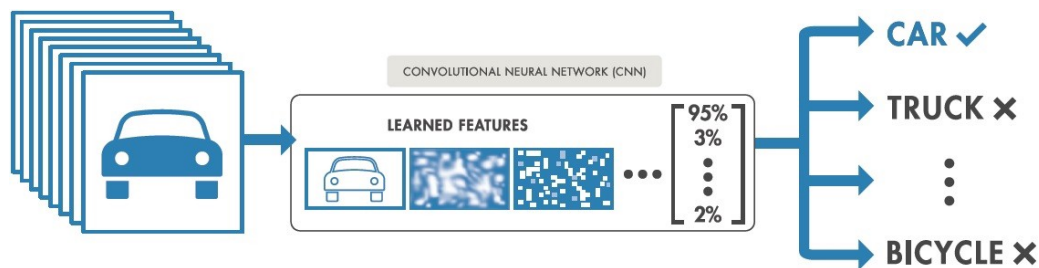 CONVOLUTIONAL NEURAL NETWORK (CNN)
LEARNED FEATURES
95%
3%
2%
CAR
TRUCK
BICYCLE